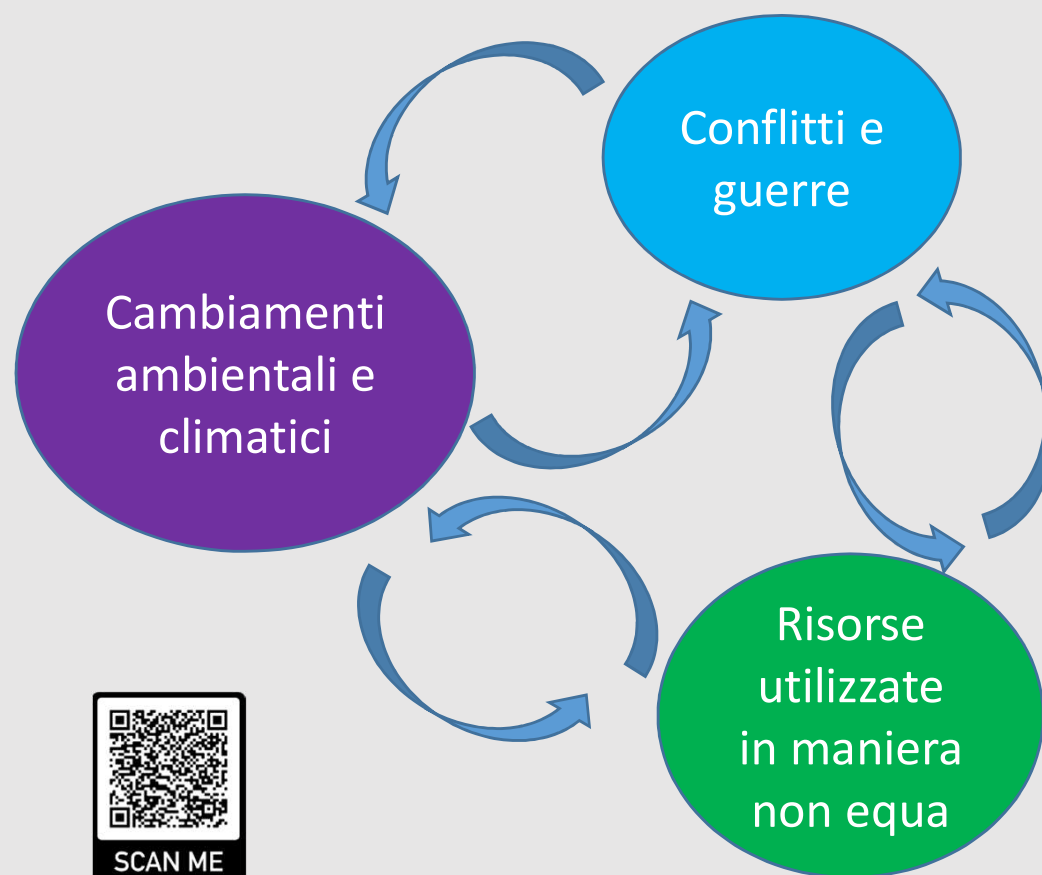 Conflitti e
guerre
Cambiamenti
ambientali e
climatici
Risorse
utilizzate
in maniera
non equa
SCAN ME